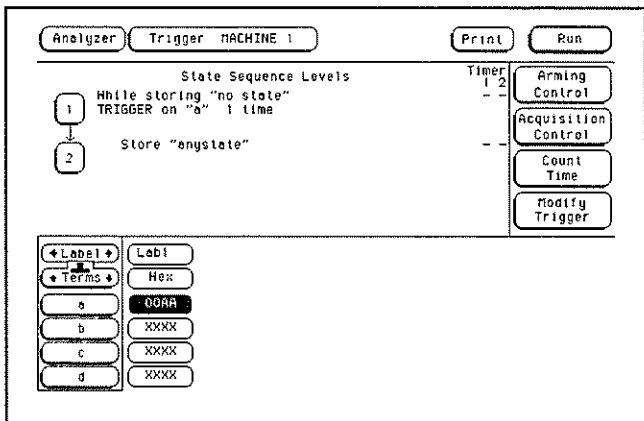 Analyzer Trigger MACHINE 1 Print Run
State Sequence Levels
Timer
1 2
1 While storing "no state"
TRIGGER on "a" 1 time
- -
2 Store "anystate"
- -
Arming
Control
Acquisition
Control
Count
Time
Modify
Trigger
Label Lab1
Terms Hex
a 00AA
b XXXX
c XXXX
d XXXX